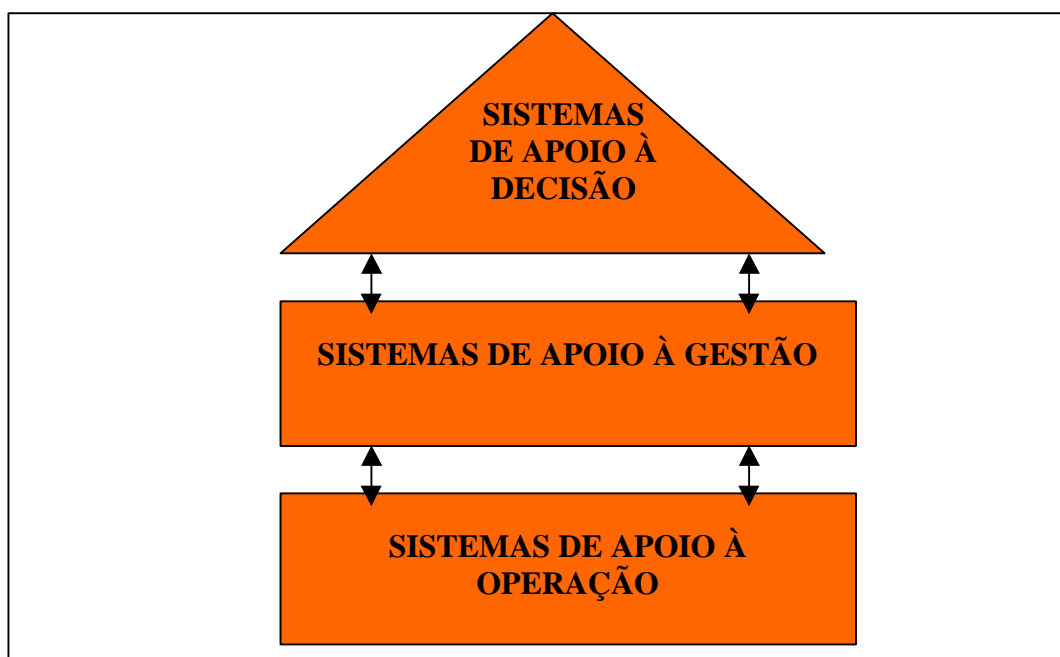 SISTEMAS
DE APOIO À
DECISÃO
SISTEMAS DE APOIO À GESTÃO
SISTEMAS DE APOIO À
OPERAÇÃO